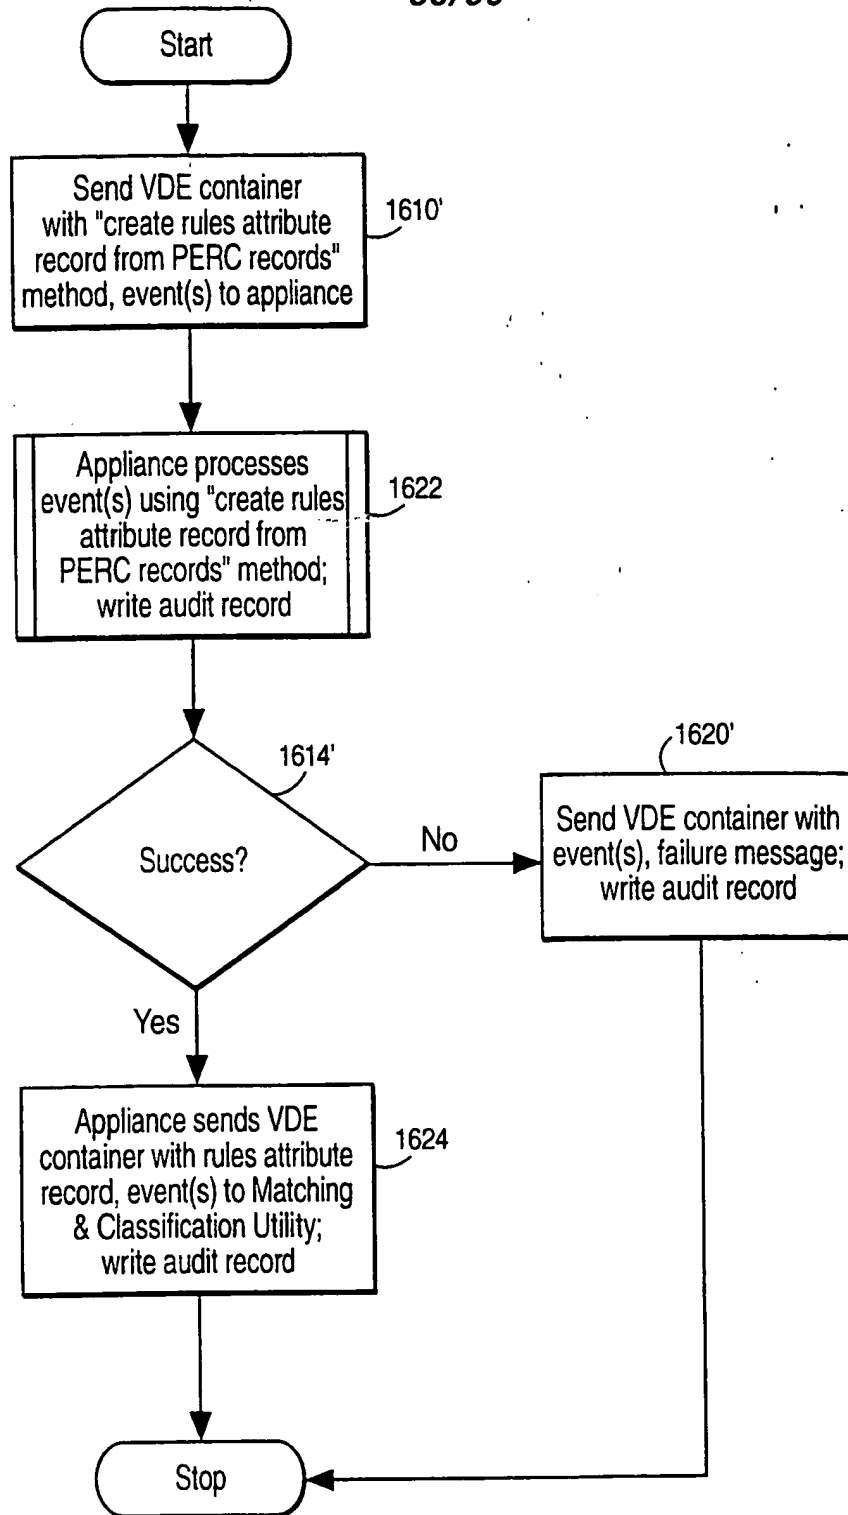 Start
Send VDE container
with "create rules attribute
record from PERC records"
method, event(s) to appliance
1610'
Appliance processes
event(s) using "create rules
attribute record from
PERC records" method;
write audit record
1622
Success?
1614'
No
1620'
Send VDE container with
event(s), failure message;
write audit record
Yes
Appliance sends VDE
container with rules attribute
record, event(s) to Matching
& Classification Utility;
write audit record
1624
Stop